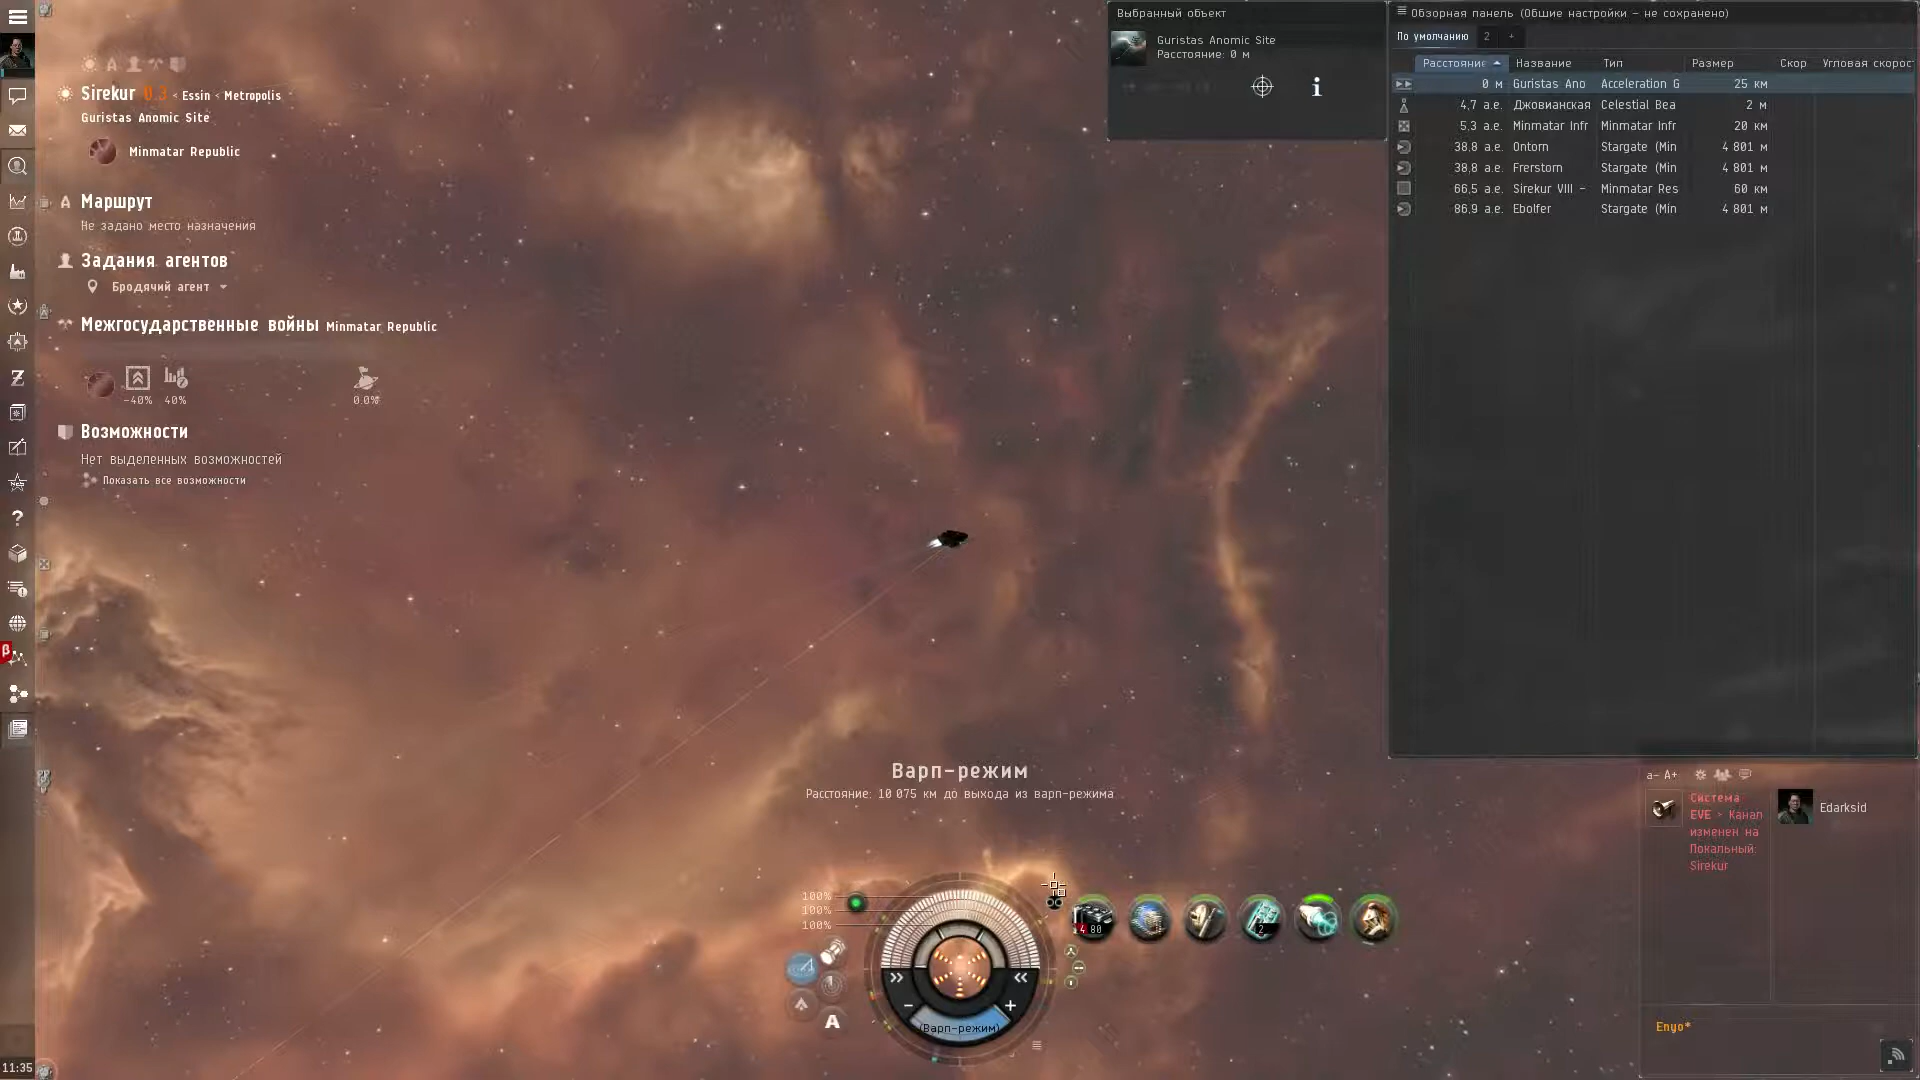 Sirekur 0.3 < Essin < Metropolis
Guristas Anomic Site
Minmatar Republic
Маршрут
Не задано место назначения
Задания агентов
Бродячий агент
Межгосударственные войны Minmatar Republic
-40% 40% 0.0%
Возможности
Нет выделенных возможностей
Показать все возможности
Выбранный объект
Guristas Anomic Site
Расстояние: 0 м
Обзорная панель (Общие настройки - не сохранено)
По умолчанию 2 +
Расстояние Название Тип Размер Скор Угловая скорос
0 м Guristas Ano Acceleration G 25 км
4,7 а.е. Джовианская Celestial Bea 2 м
5,3 а.е. Minmatar Infr Minmatar Infr 20 км
38,8 а.е. Ontorn Stargate (Min 4 801 м
38,8 а.е. Frerstorn Stargate (Min 4 801 м
66,5 а.е. Sirekur VIII - Minmatar Res 60 км
86,9 а.е. Ebolfer Stargate (Min 4 801 м
Варп-режим
Расстояние: 10 075 км до выхода из варп-режима
100%
100%
100%
4 80
2
(Варп-режим)
A
a- A+
Система
EVE > Канал
изменен на
Локальный:
Sirekur
Edarksid
Enyo*
β
11:35